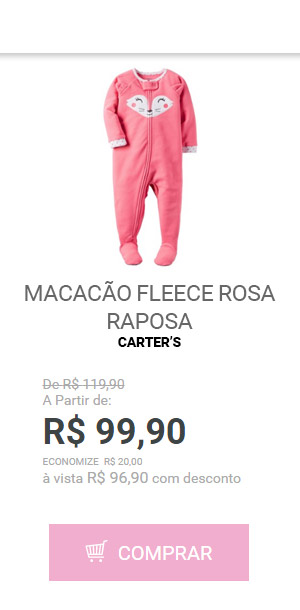 MACACÃO FLEECE ROSA
RAPOSA
CARTER'S
De R$ 119,90
A Partir de:
R$ 99,90
ECONOMIZE R$ 20,00
à vista R$ 96,90 com desconto
COMPRAR